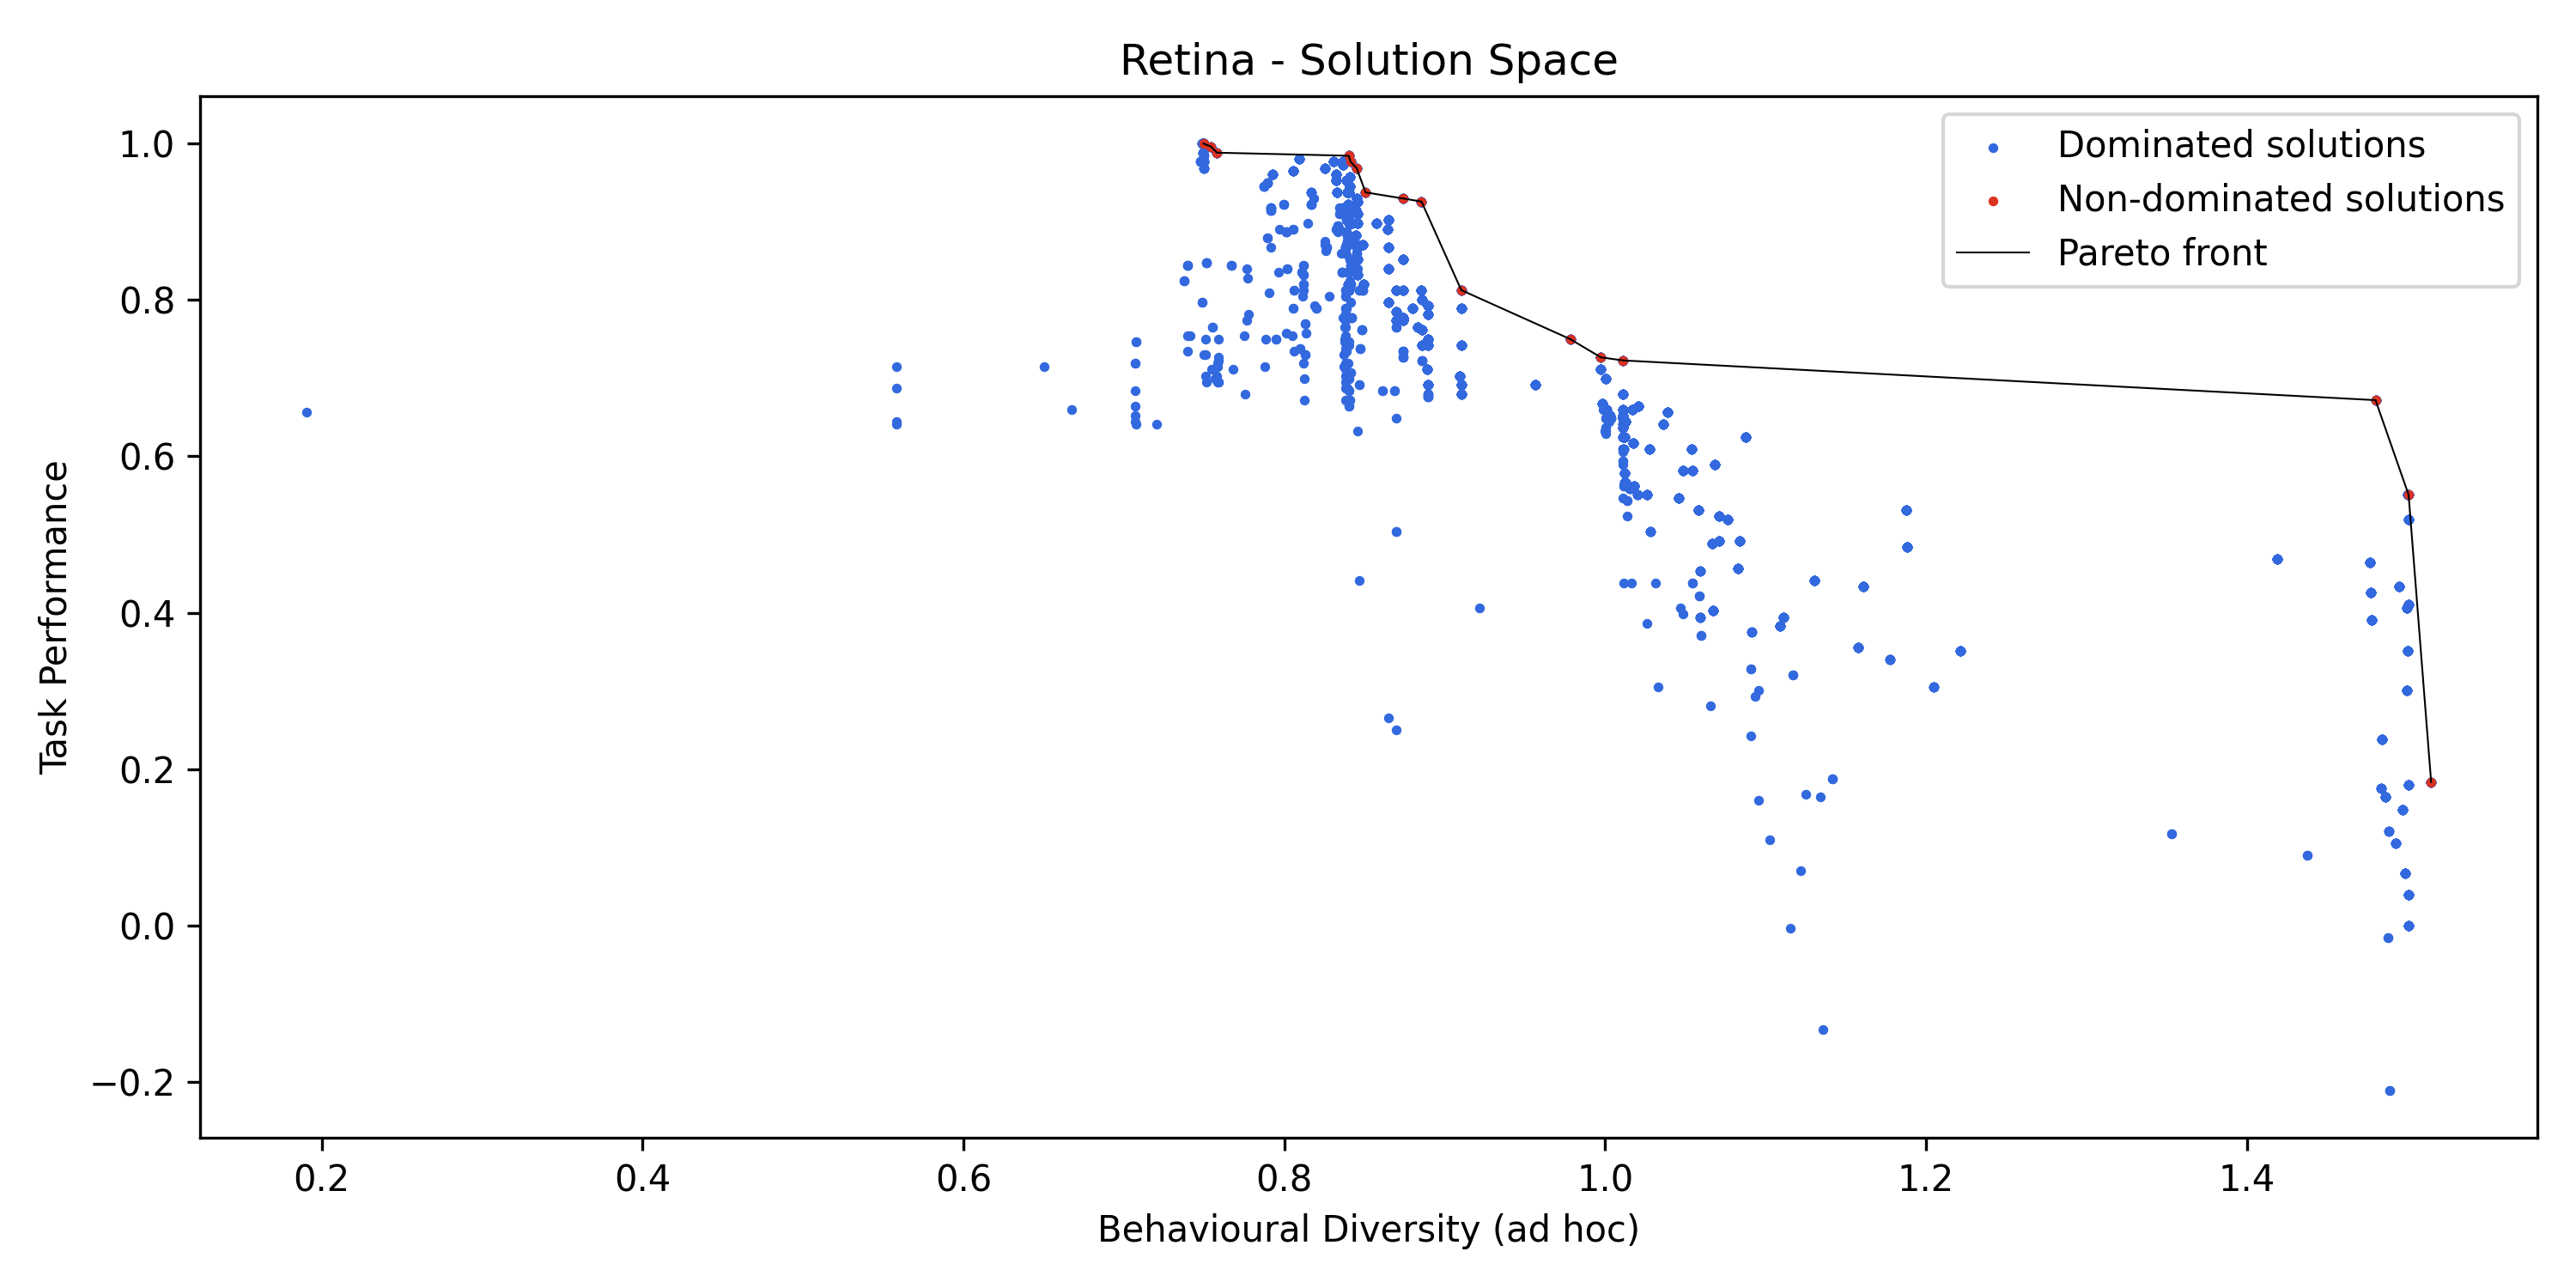 Retina - Solution Space
Dominated solutions
Non-dominated solutions
Pareto front
Task Performance
1.0
0.8
0.6
0.4
0.2
0.0
−0.2
0.2 0.4 0.6 0.8 1.0 1.2 1.4
Behavioural Diversity (ad hoc)